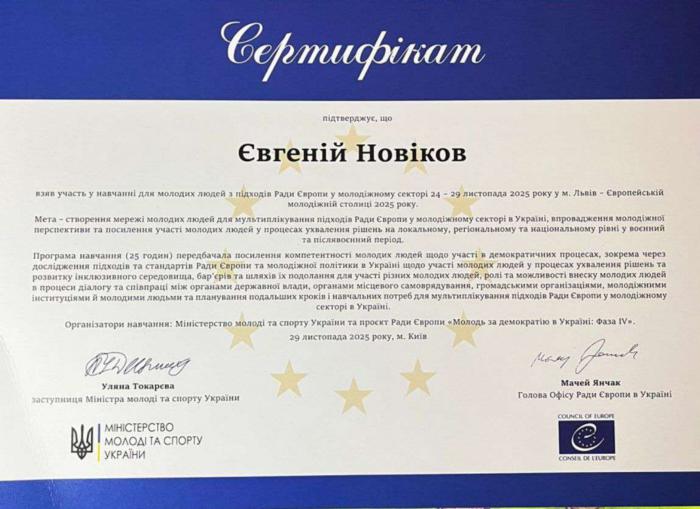 Сертифікат
підтверджує, що
Євгеній Новіков
взяв участь у навчанні для молодих людей з підходів Ради Європи у молодіжному секторі 24 – 29 листопада 2025 року у м. Львів – Європейській
молодіжній столиці 2025 року.
Мета – створення мережі молодих людей для мультиплікування підходів Ради Європи у молодіжному секторі в Україні, впровадження молодіжної
перспективи та посилення участі молодих людей у процесах ухвалення рішень на локальному, регіональному та національному рівні у воєнний
та післявоєнний період.
Програма навчання (25 годин) передбачала посилення компетентності молодих людей щодо участі в демократичних процесах, зокрема через
дослідження підходів та стандартів Ради Європи та молодіжної політики в Україні щодо участі молодих людей у процесах ухвалення рішень та
розвитку інклюзивного середовища, бар'єрів та шляхів їх подолання для участі різних молодих людей, ролі та можливості внеску молодих людей
в процеси діалогу та співпраці між органами державної влади, органами місцевого самоврядування, громадськими організаціями, молодіжними
інституціями й молодими людьми та планування подальших кроків і навчальних потреб для мультиплікування підходів Ради Європи у молодіжному
секторі в Україні.
Організатори навчання: Міністерство молоді та спорту України та проєкт Ради Європи «Молодь за демократію в Україні: Фаза IV».
29 листопада 2025 року, м. Київ
Уляна Токарєва
заступниця Міністра молоді та спорту України
Мачей Янчак
Голова Офісу Ради Європи в Україні
МІНІСТЕРСТВО
МОЛОДІ ТА СПОРТУ
УКРАЇНИ
COUNCIL OF EUROPE
CONSEIL DE L'EUROPE